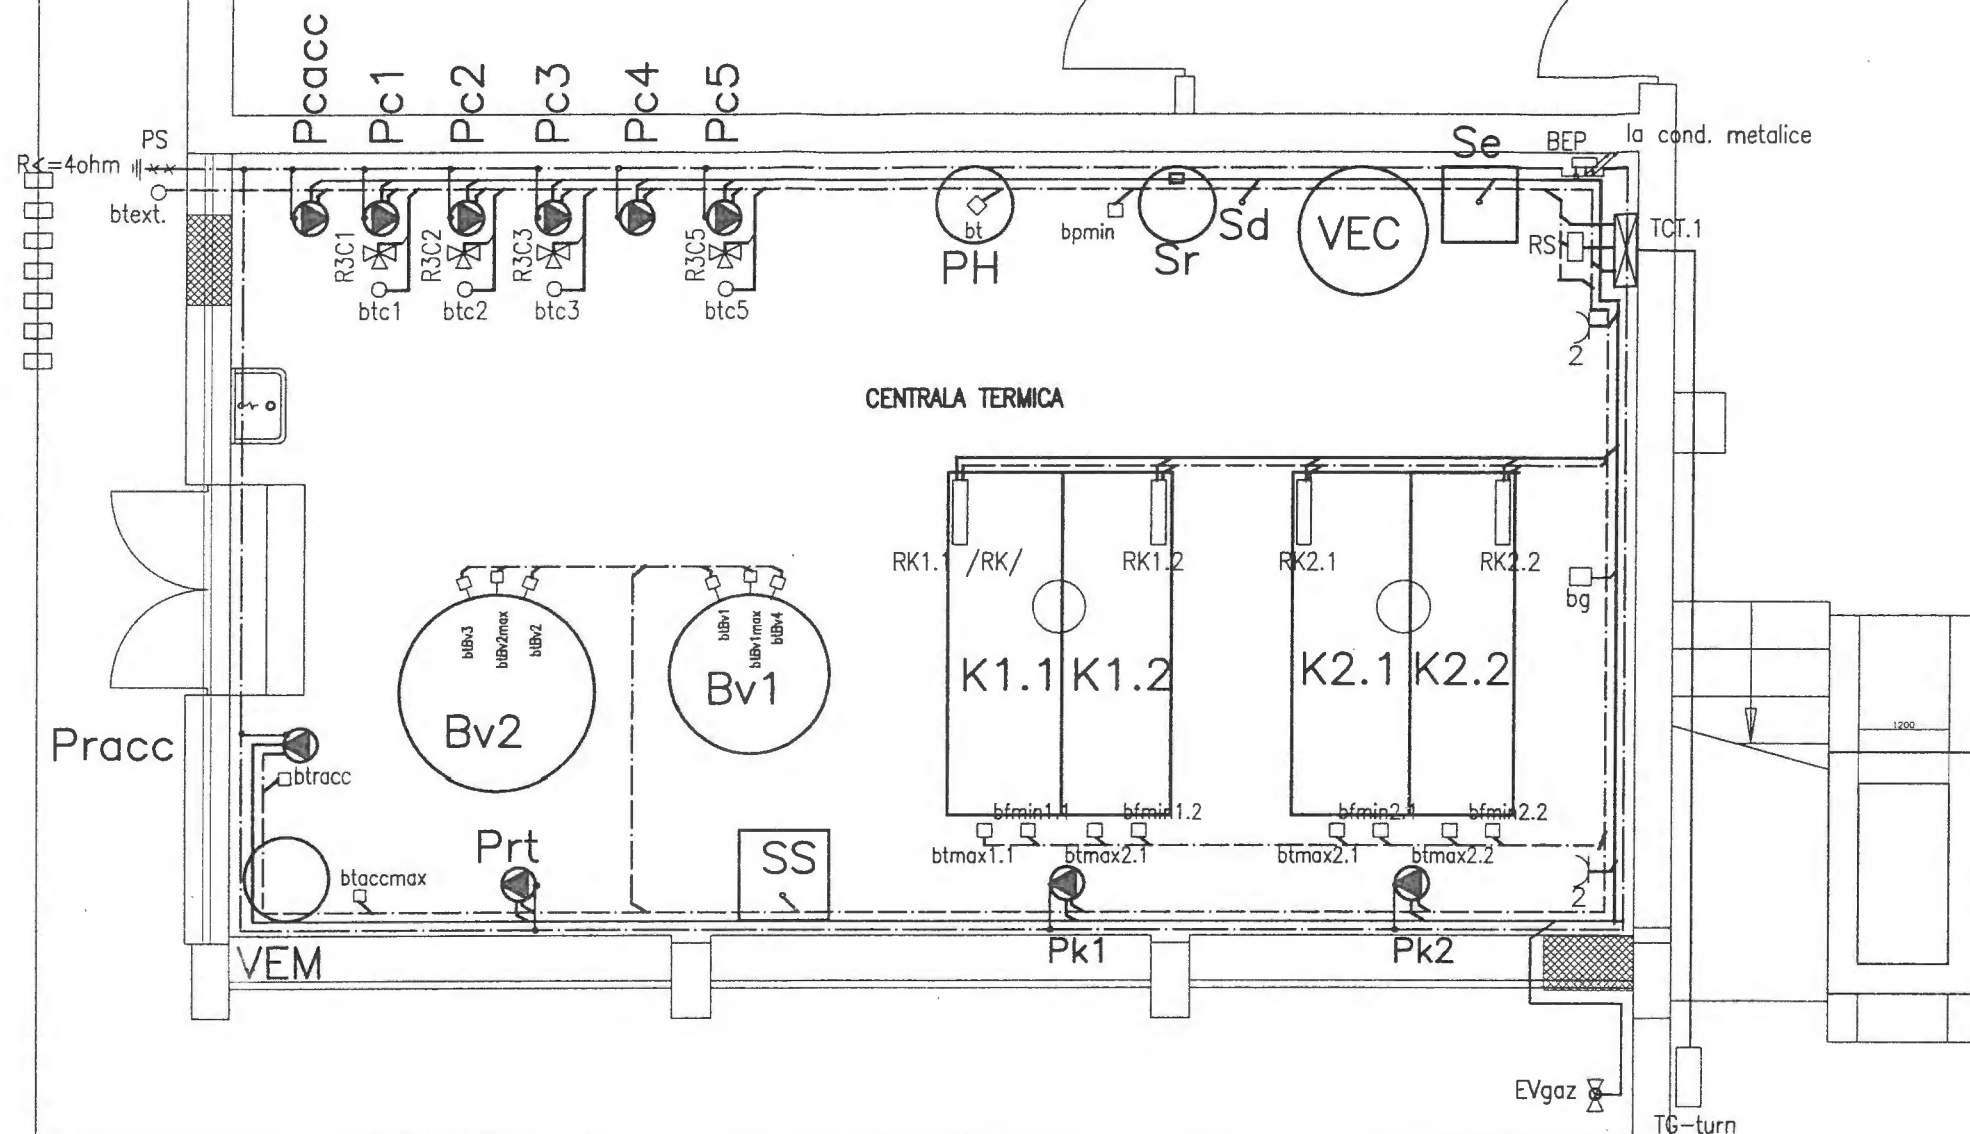 Pcacc
Pc1
Pc2
Pc3
Pc4
Pc5
PS
R<=4ohm
btext.
Se
BEP
la cond. metalice
R3C1
R3C2
R3C3
R3C5
btc1
btc2
btc3
btc5
bt
PH
bpmin
Sr
Sd
VEC
RS
TCT.1
2
CENTRALA TERMICA
RK1.1 /RK/
RK1.2
RK2.1
RK2.2
bg
btBv3
btBv2max
btBv2
btBv1
btBv1max
btBv4
K1.1
K1.2
K2.1
K2.2
Bv1
Bv2
1200
Pracc
btracc
bfmin1.1
bfmin1.2
bfmin2.1
bfmin2.2
Prt
SS
btmax1.1
btmax2.1
btmax2.1
btmax2.2
btaccmax
2
VEM
Pk1
Pk2
EVgaz
TG-turn